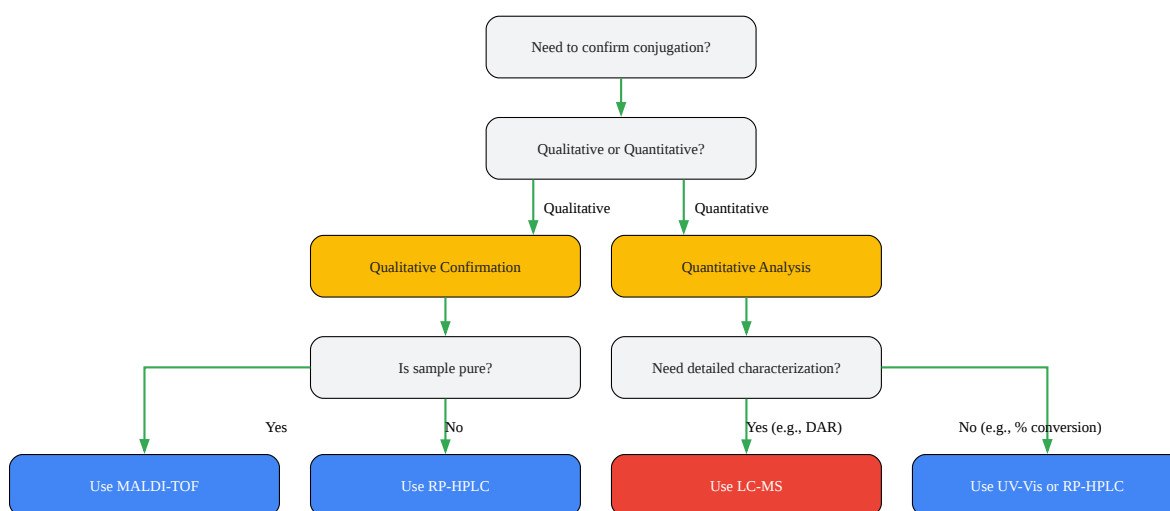 Need to confirm conjugation?
Qualitative or Quantitative?
Qualitative
Quantitative
Qualitative Confirmation
Quantitative Analysis
Is sample pure?
Need detailed characterization?
Yes
No
Yes (e.g., DAR)
No (e.g., % conversion)
Use MALDI-TOF
Use RP-HPLC
Use LC-MS
Use UV-Vis or RP-HPLC